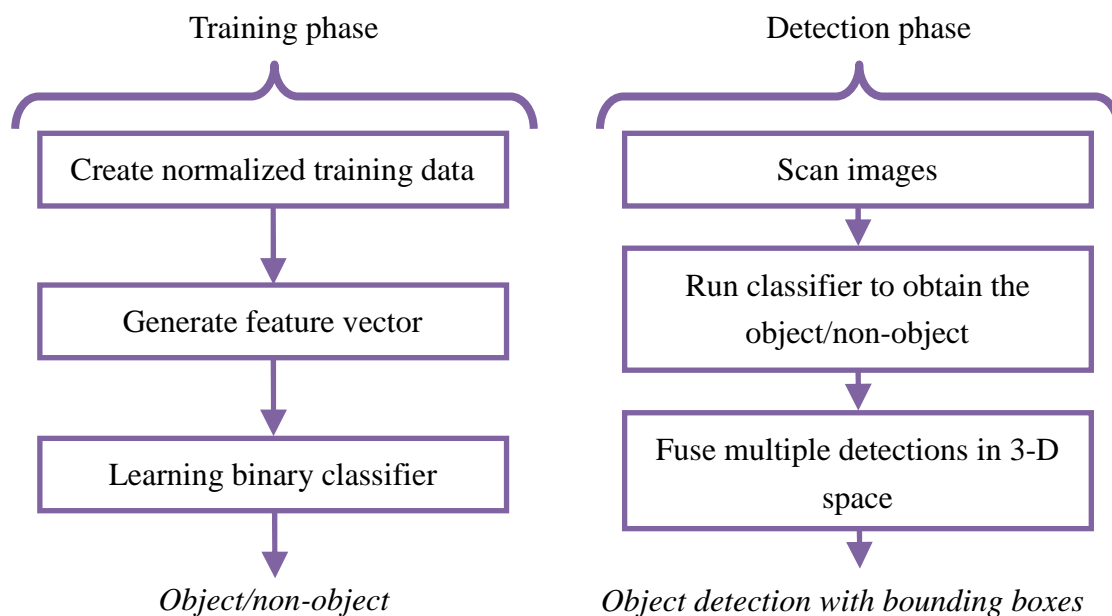 Training phase
Create normalized training data
Generate feature vector
Learning binary classifier
Object/non-object
Detection phase
Scan images
Run classifier to obtain the
object/non-object
Fuse multiple detections in 3-D
space
Object detection with bounding boxes